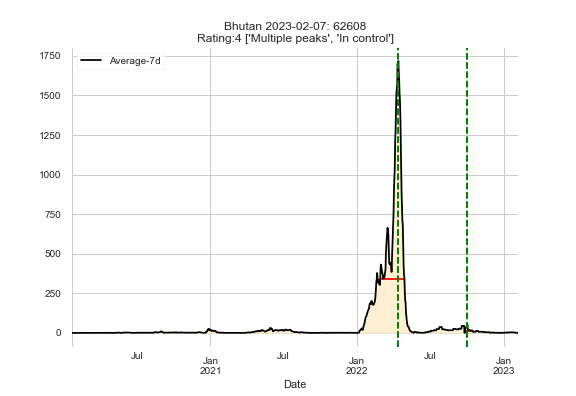 Bhutan 2023-02-07: 62608
Rating:4 ['Multiple peaks', 'In control']
Average-7d
1750
1500
1250
1000
750
500
250
0
Jul
Jan
2021
Jul
Jan
2022
Jul
Jan
2023
Date